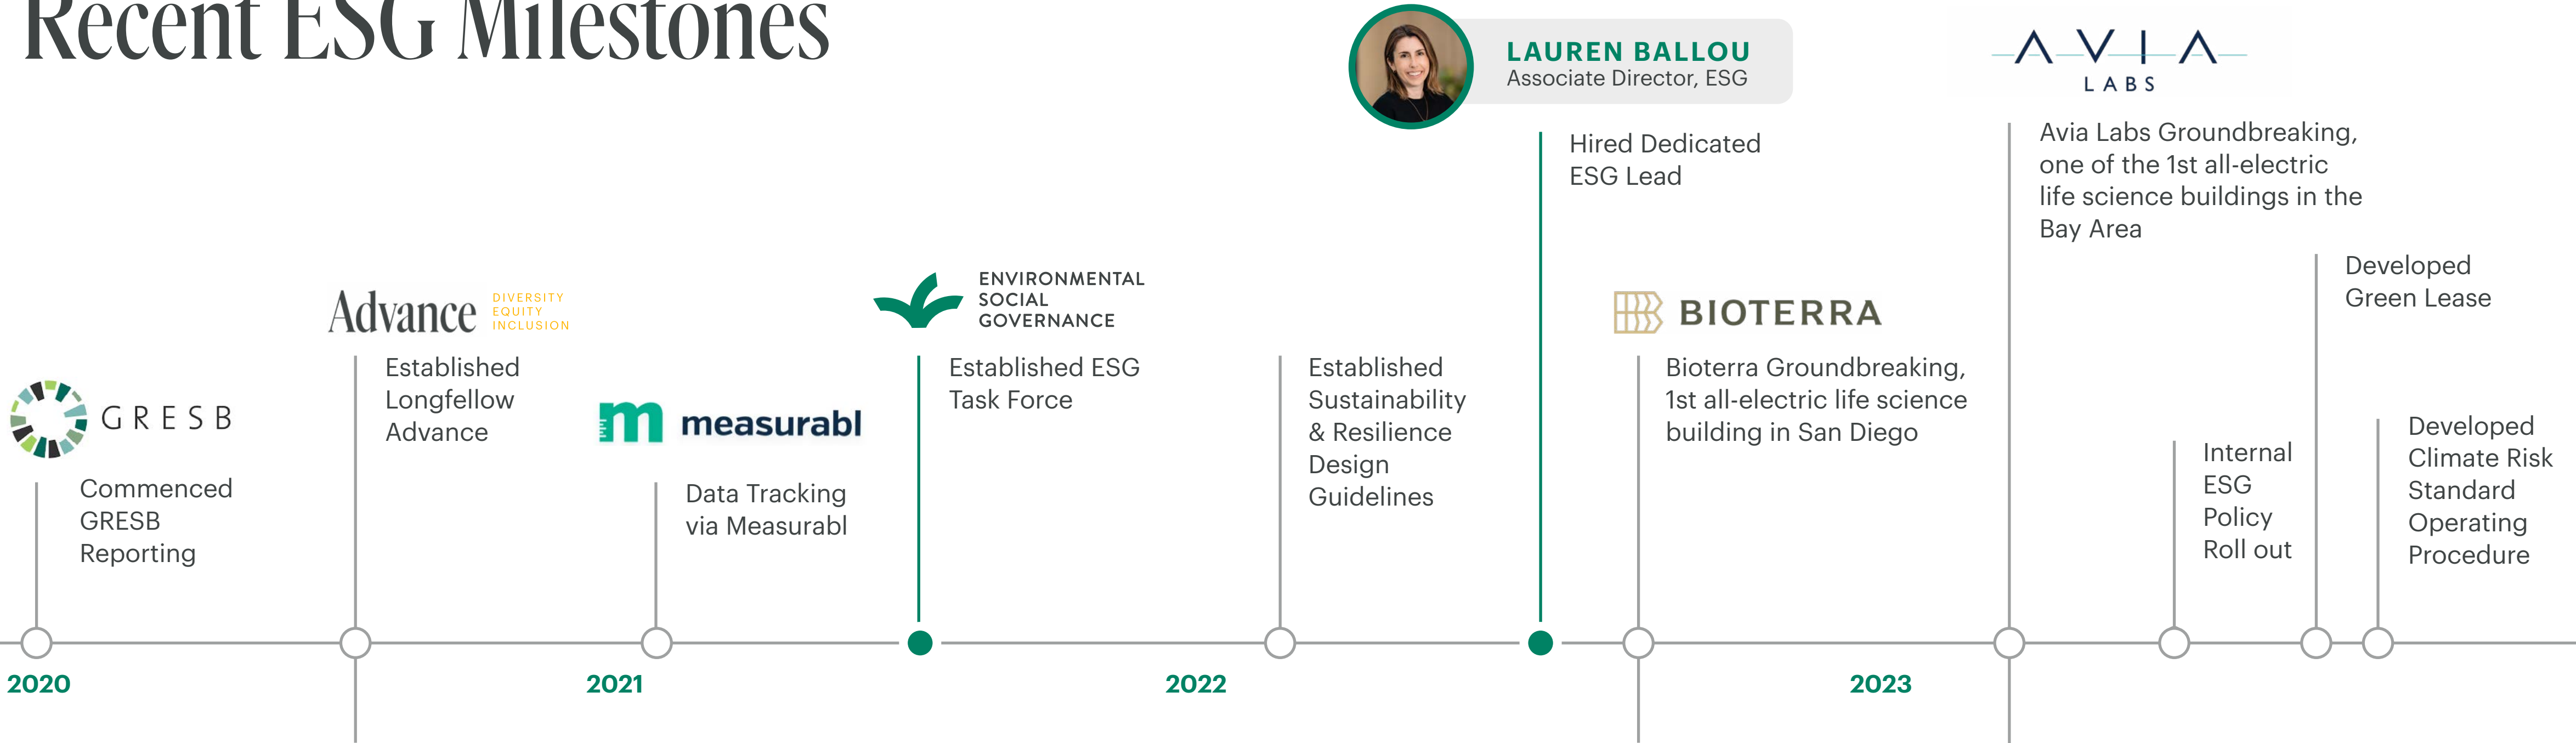 Recent ESG Milestones
LAUREN BALLOU
Associate Director, ESG
AVIA
LABS
Hired Dedicated
ESG Lead
Avia Labs Groundbreaking,
one of the 1st all-electric
life science buildings in the
Bay Area
Developed
Green Lease
Advance
DIVERSITY
EQUITY
INCLUSION
ENVIRONMENTAL
SOCIAL
GOVERNANCE
BIOTERRA
Established
Longfellow
Advance
Established ESG
Task Force
Established
Sustainability
& Resilience
Design
Guidelines
Bioterra Groundbreaking,
1st all-electric life science
building in San Diego
GRESB
m measurabl
Commenced
GRESB
Reporting
Data Tracking
via Measurabl
Internal
ESG
Policy
Roll out
Developed
Climate Risk
Standard
Operating
Procedure
2020
2021
2022
2023